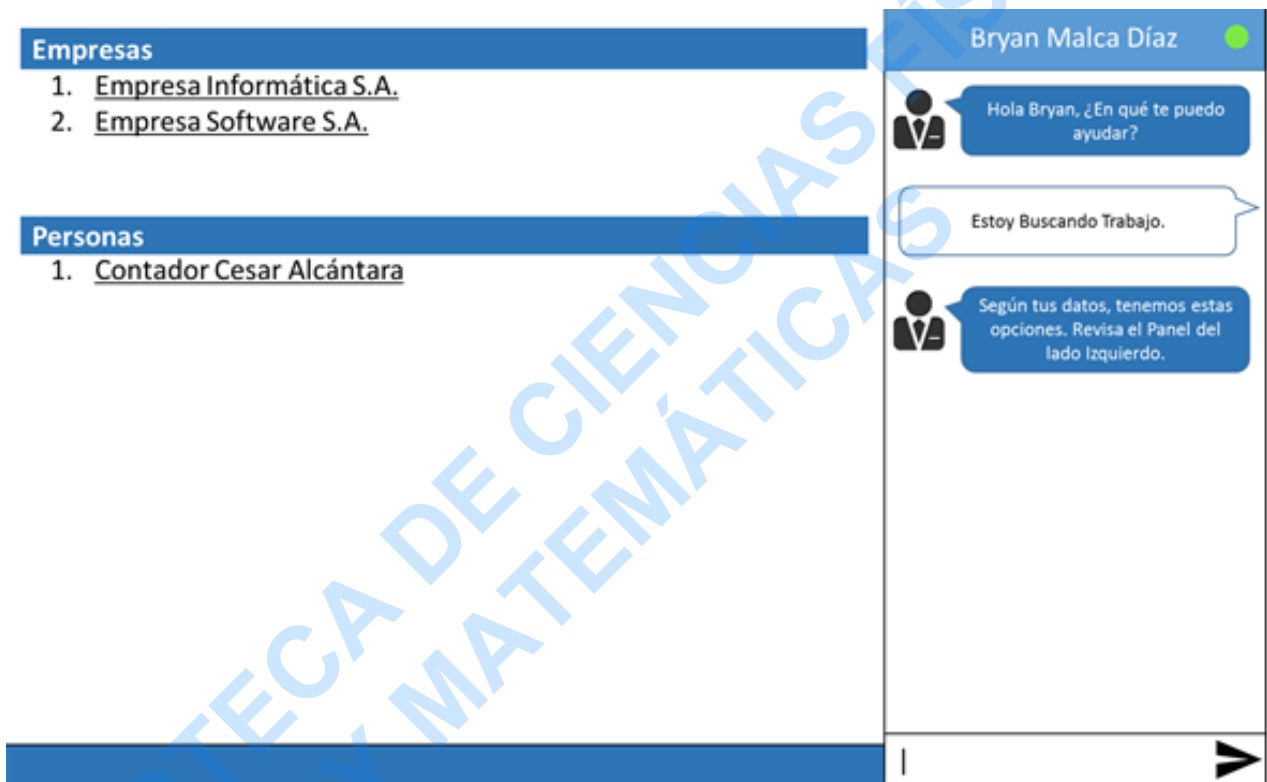 Empresas
1. Empresa Informática S.A.
2. Empresa Software S.A.
Personas
1. Contador Cesar Alcántara
Bryan Malca Díaz
Hola Bryan, ¿En qué te puedo
ayudar?
Estoy Buscando Trabajo.
Según tus datos, tenemos estas
opciones. Revisa el Panel del
lado Izquierdo.
DE CIENCIAS
Y MATEMÁTICAS